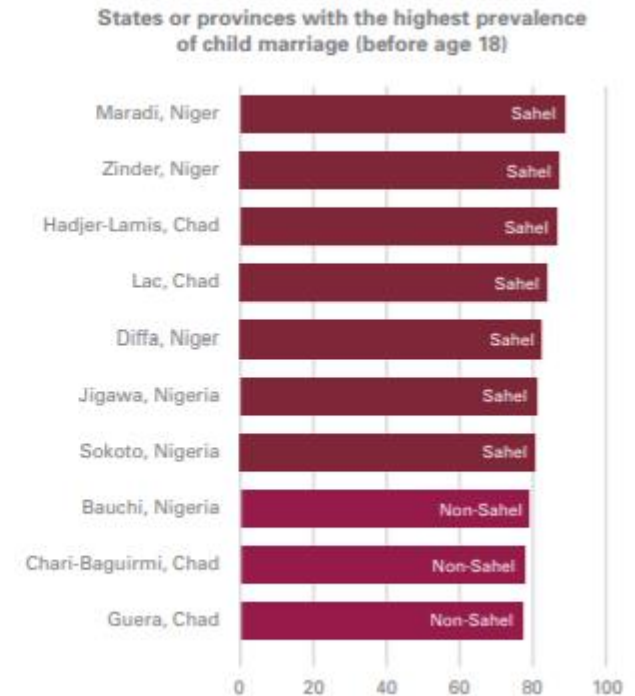 States or provinces with the highest prevalence
of child marriage (before age 18)
Maradi, Niger Sahel
Zinder, Niger Sahel
Hadjer-Lamis, Chad Sahel
Lac, Chad Sahel
Diffa, Niger Sahel
Jigawa, Nigeria Sahel
Sokoto, Nigeria Sahel
Bauchi, Nigeria Non-Sahel
Chari-Baguirmi, Chad Non-Sahel
Guera, Chad Non-Sahel
0 20 40 60 80 100